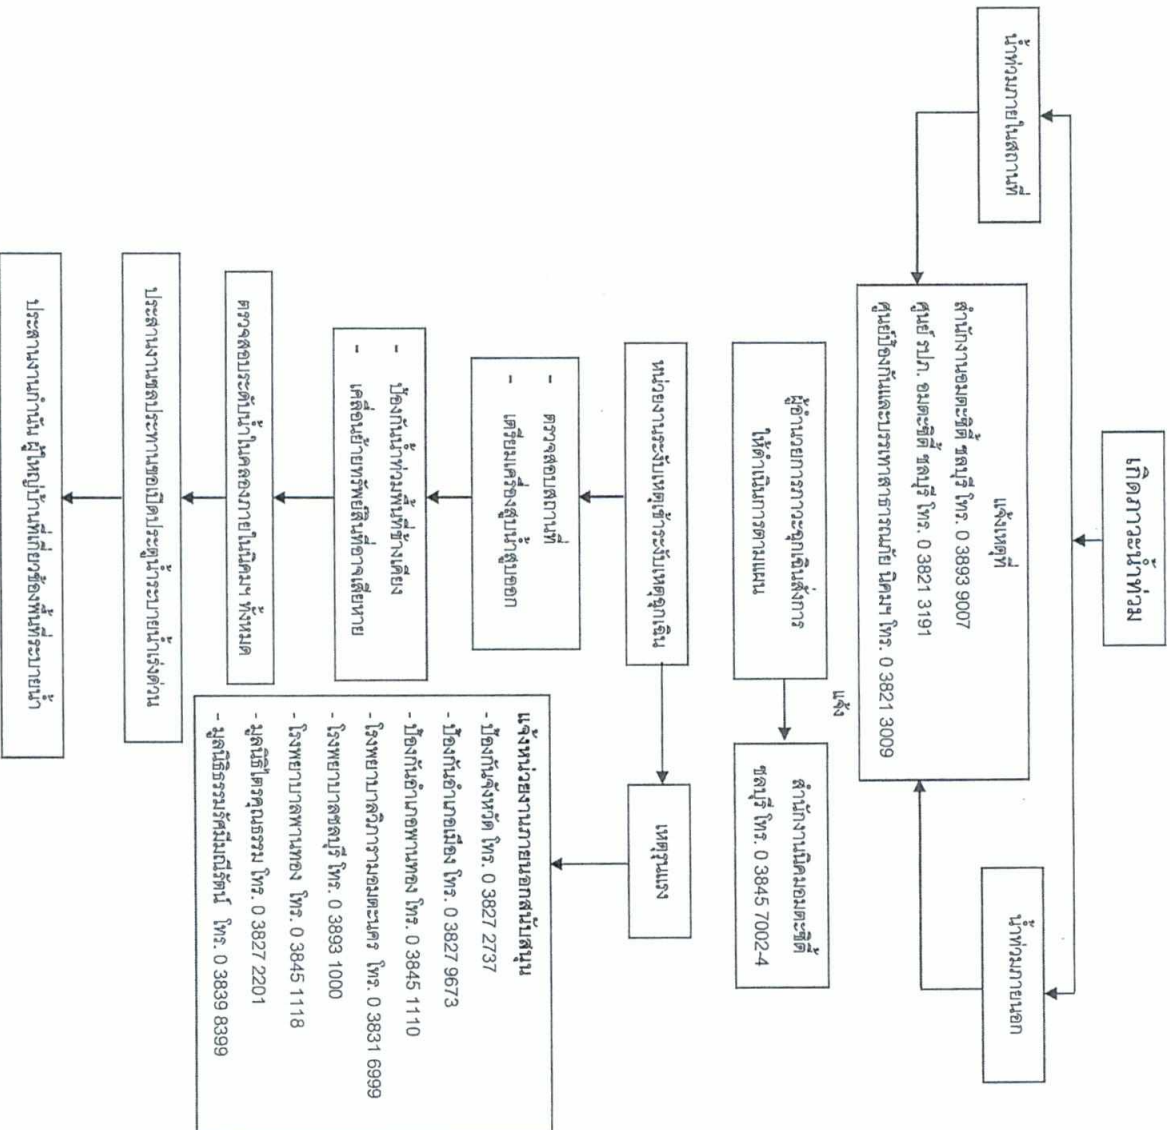 เกิดภาวะน้ำท่วม
น้ำท่วมภายในสถานที่
น้ำท่วมภายนอก
แจ้งเหตุที่
สำนักงานอมตะซิตี้ ชลบุรี โทร. 0 3893 9007
ศูนย์ รปภ. อมตะซิตี้ ชลบุรี โทร. 0 3821 3191
ศูนย์ป้องกันและบรรเทาสาธารณภัย นิคมฯ โทร. 0 3821 3009
ผู้อำนวยการภาวะฉุกเฉินสั่งการ
ให้ดำเนินการตามแผน
แจ้ง
สำนักงานนิคมอมตะซิตี้
ชลบุรี โทร. 0 3845 7002-4
หน่วยงานระงับเหตุเข้าระงับเหตุฉุกเฉิน
เหตุรุนแรง
- ตรวจสอบสถานที่
- เตรียมเครื่องสูบน้ำสูบออก
- ป้องกันน้ำท่วมพื้นที่ข้างเคียง
- เคลื่อนย้ายทรัพย์สินที่อาจเสียหาย
ตรวจสอบระดับน้ำในคลองภายในนิคมฯ ทั้งหมด
ประสานงานชลประทานขอเปิดประตูน้ำระบายน้ำเร่งด่วน
ประสานงานกำนัน ผู้ใหญ่บ้านที่เกี่ยวข้องพื้นที่ระบายน้ำ
แจ้งหน่วยงานภายนอกสนับสนุน
- ป้องกันจังหวัด โทร. 0 3827 2737
- ป้องกันอำเภอเมือง โทร. 0 3827 9673
- ป้องกันอำเภอพานทอง โทร. 0 3845 1110
- โรงพยาบาลวิภารามอมตะนคร โทร. 0 3831 6999
- โรงพยาบาลชลบุรี โทร. 0 3893 1000
- โรงพยาบาลพานทอง โทร. 0 3845 1118
- มูลนิธิไตรคุณธรรม โทร. 0 3827 2201
- มูลนิธิธรรมรัศมีมณีรัตน์ โทร. 0 3839 8399